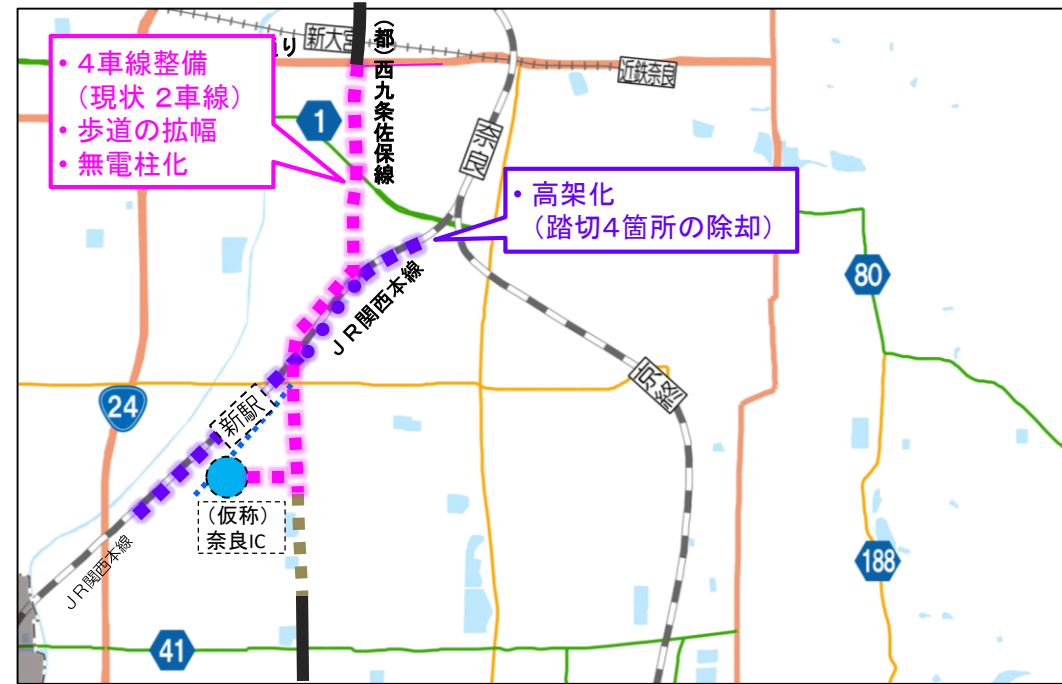 ・4車線整備
（現状 2車線）
・歩道の拡幅
・無電柱化
り
新大宮
（都）西九条佐保線
近鉄奈良
1
奈良
・高架化
（踏切4箇所の除却）
80
JR関西本線
京終
24
新駅
（仮称）
奈良IC
JR関西本線
188
41